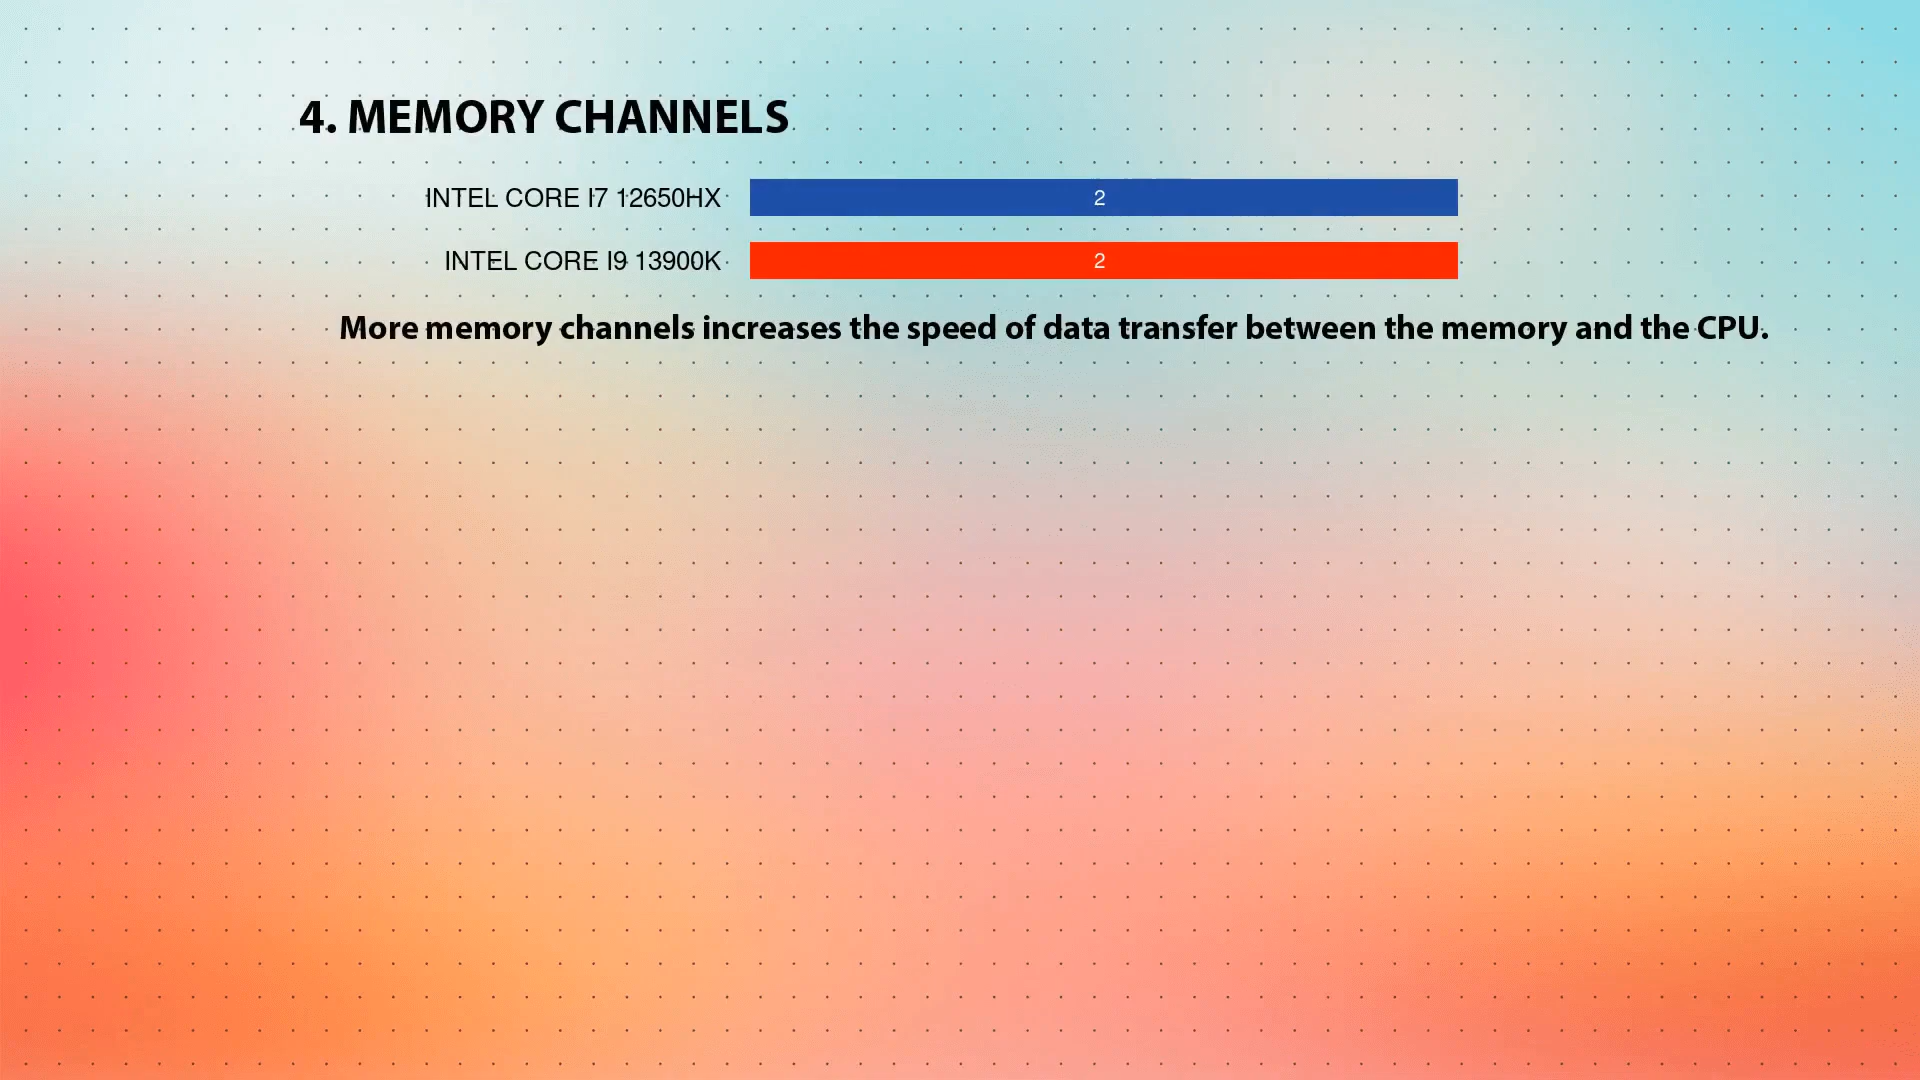 4. MEMORY CHANNELS
INTEL CORE I7 12650HX 2
INTEL CORE I9 13900K 2
More memory channels increases the speed of data transfer between the memory and the CPU.